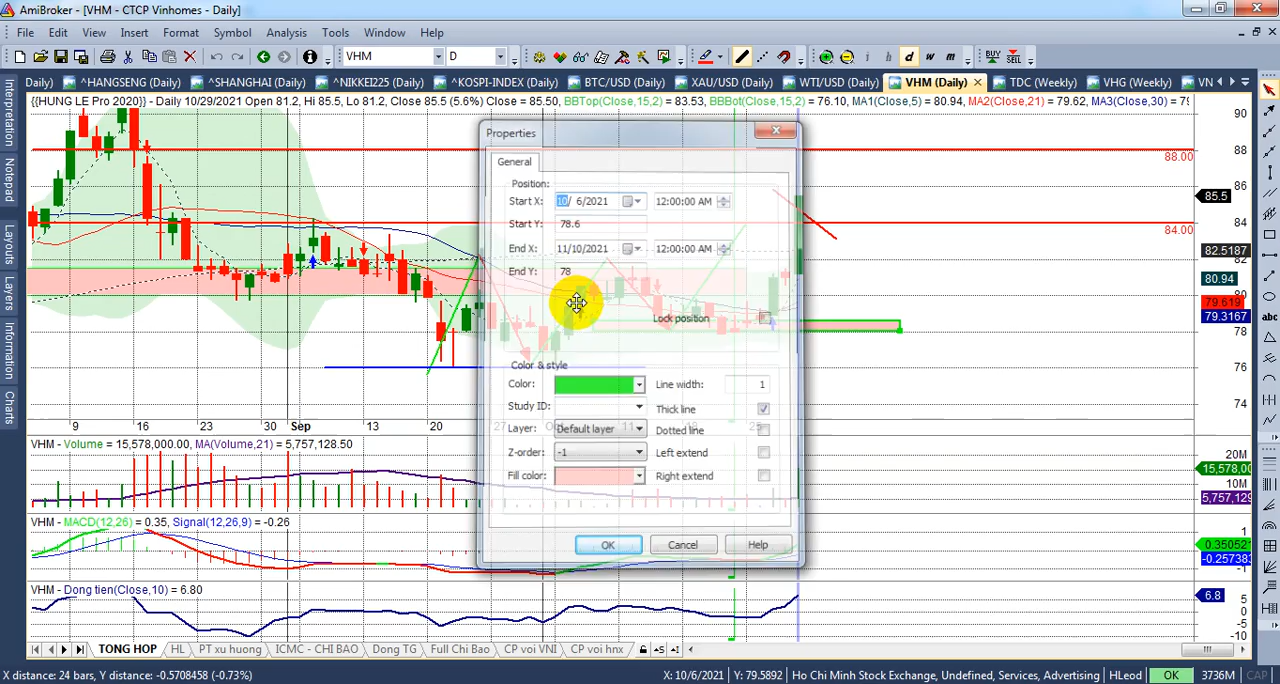 AmiBroker - [VHM - CTCP Vinhomes - Daily]
File Edit View Insert Format Symbol Analysis Tools Window Help
VHM D BUY SELL
Daily) ^HANGSENG (Daily) ^SHANGHAI (Daily) ^NIKKEI225 (Daily) ^KOSPI-INDEX (Daily) BTC/USD (Daily) XAU/USD (Daily) WTI/USD (Daily) VHM (Daily) TDC (Weekly) VHG (Weekly) VN
{{HUNG LE Pro 2020}} - Daily 10/29/2021 Open 81.2, Hi 85.5, Lo 81.2, Close 85.5 (5.6%) Close = 85.50, BBTop(Close,15,2) = 83.53, BBBot(Close,15,2) = 76.10, MA1(Close,5) = 80.94, MA2(Close,21) = 79.62, MA3(Close,30) = 79
Interpretation
Notepad
Layouts
Layers
Information
Charts
90
88
88.00
86
85.5
84
84.00
82.5187
82
80.94
80
79.619
79.3167
78
76
74
9 16 23 30 Sep 6 13 20 27 11 25
Properties
General
Position:
Start X: 10/ 6/2021 12:00:00 AM
Start Y: 78.6
End X: 11/10/2021 12:00:00 AM
End Y: 78
Lock position
Color & style
Color: Line width: 1
Study ID: Thick line
Layer: Default layer Dotted line
Z-order: -1 Left extend
Fill color: Right extend
OK Cancel Help
VHM - Volume = 15,578,000.00, MA(Volume,21) = 5,757,128.50
20M
15,578,00
10M
5,757,129
VHM - MACD(12,26) = 0.35, Signal(12,26,9) = -0.26
1
0.350521
-0.257383
-1
VHM - Dong tien(Close,10) = 6.80
6.8
5
0
-5
-10
TONG HOP HL PT xu huong ICMC - CHI BAO Dong TG Full Chi Bao CP voi VNI CP voi hnx
X distance: 24 bars, Y distance: -0.5708458 (-0.73%) X: 10/6/2021 Y: 79.5892 Ho Chi Minh Stock Exchange, Undefined, Services, Advertising HLeod OK 3736M CAP